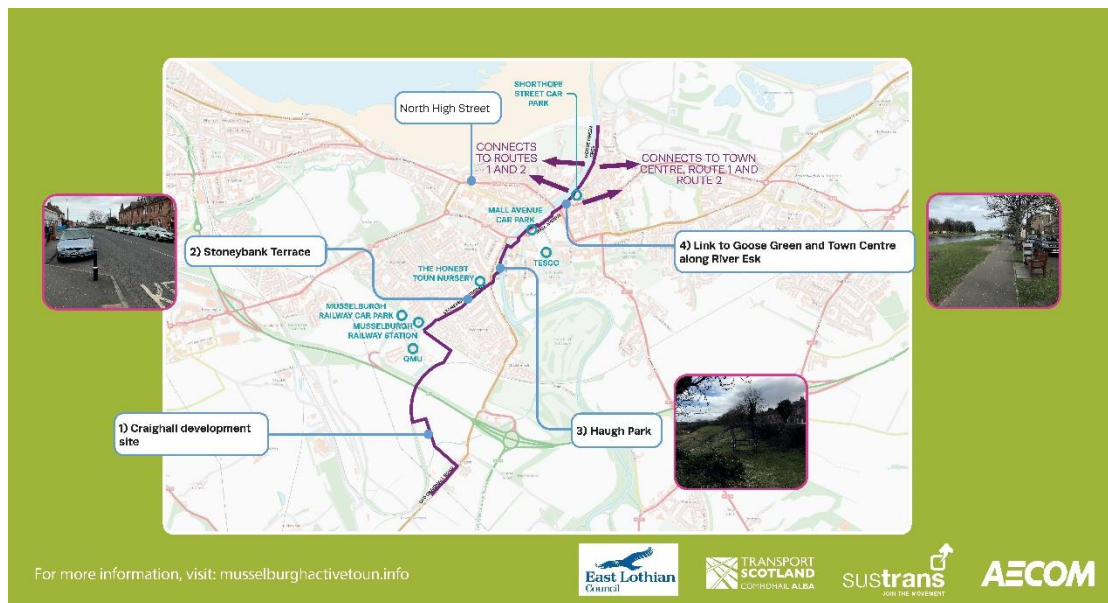 SHORTHOPE
STREET CAR
PARK
North High Street
CONNECTS
TO ROUTES
1 AND 2
CONNECTS TO TOWN
CENTRE, ROUTE 1 AND
ROUTE 2
MALL AVENUE
CAR PARK
2) Stoneybank Terrace
4) Link to Goose Green and Town Centre
along River Esk
TESCO
THE HONEST
TOUN NURSERY
MUSSELBURGH
RAILWAY CAR PARK
MUSSELBURGH
RAILWAY STATION
QMU
1) Craighall development
site
3) Haugh Park
For more information, visit: musselburghactivetoun.info
East Lothian
Council
TRANSPORT
SCOTLAND
CÒMHDHAIL ALBA
sustrans
JOIN THE MOVEMENT
AECOM